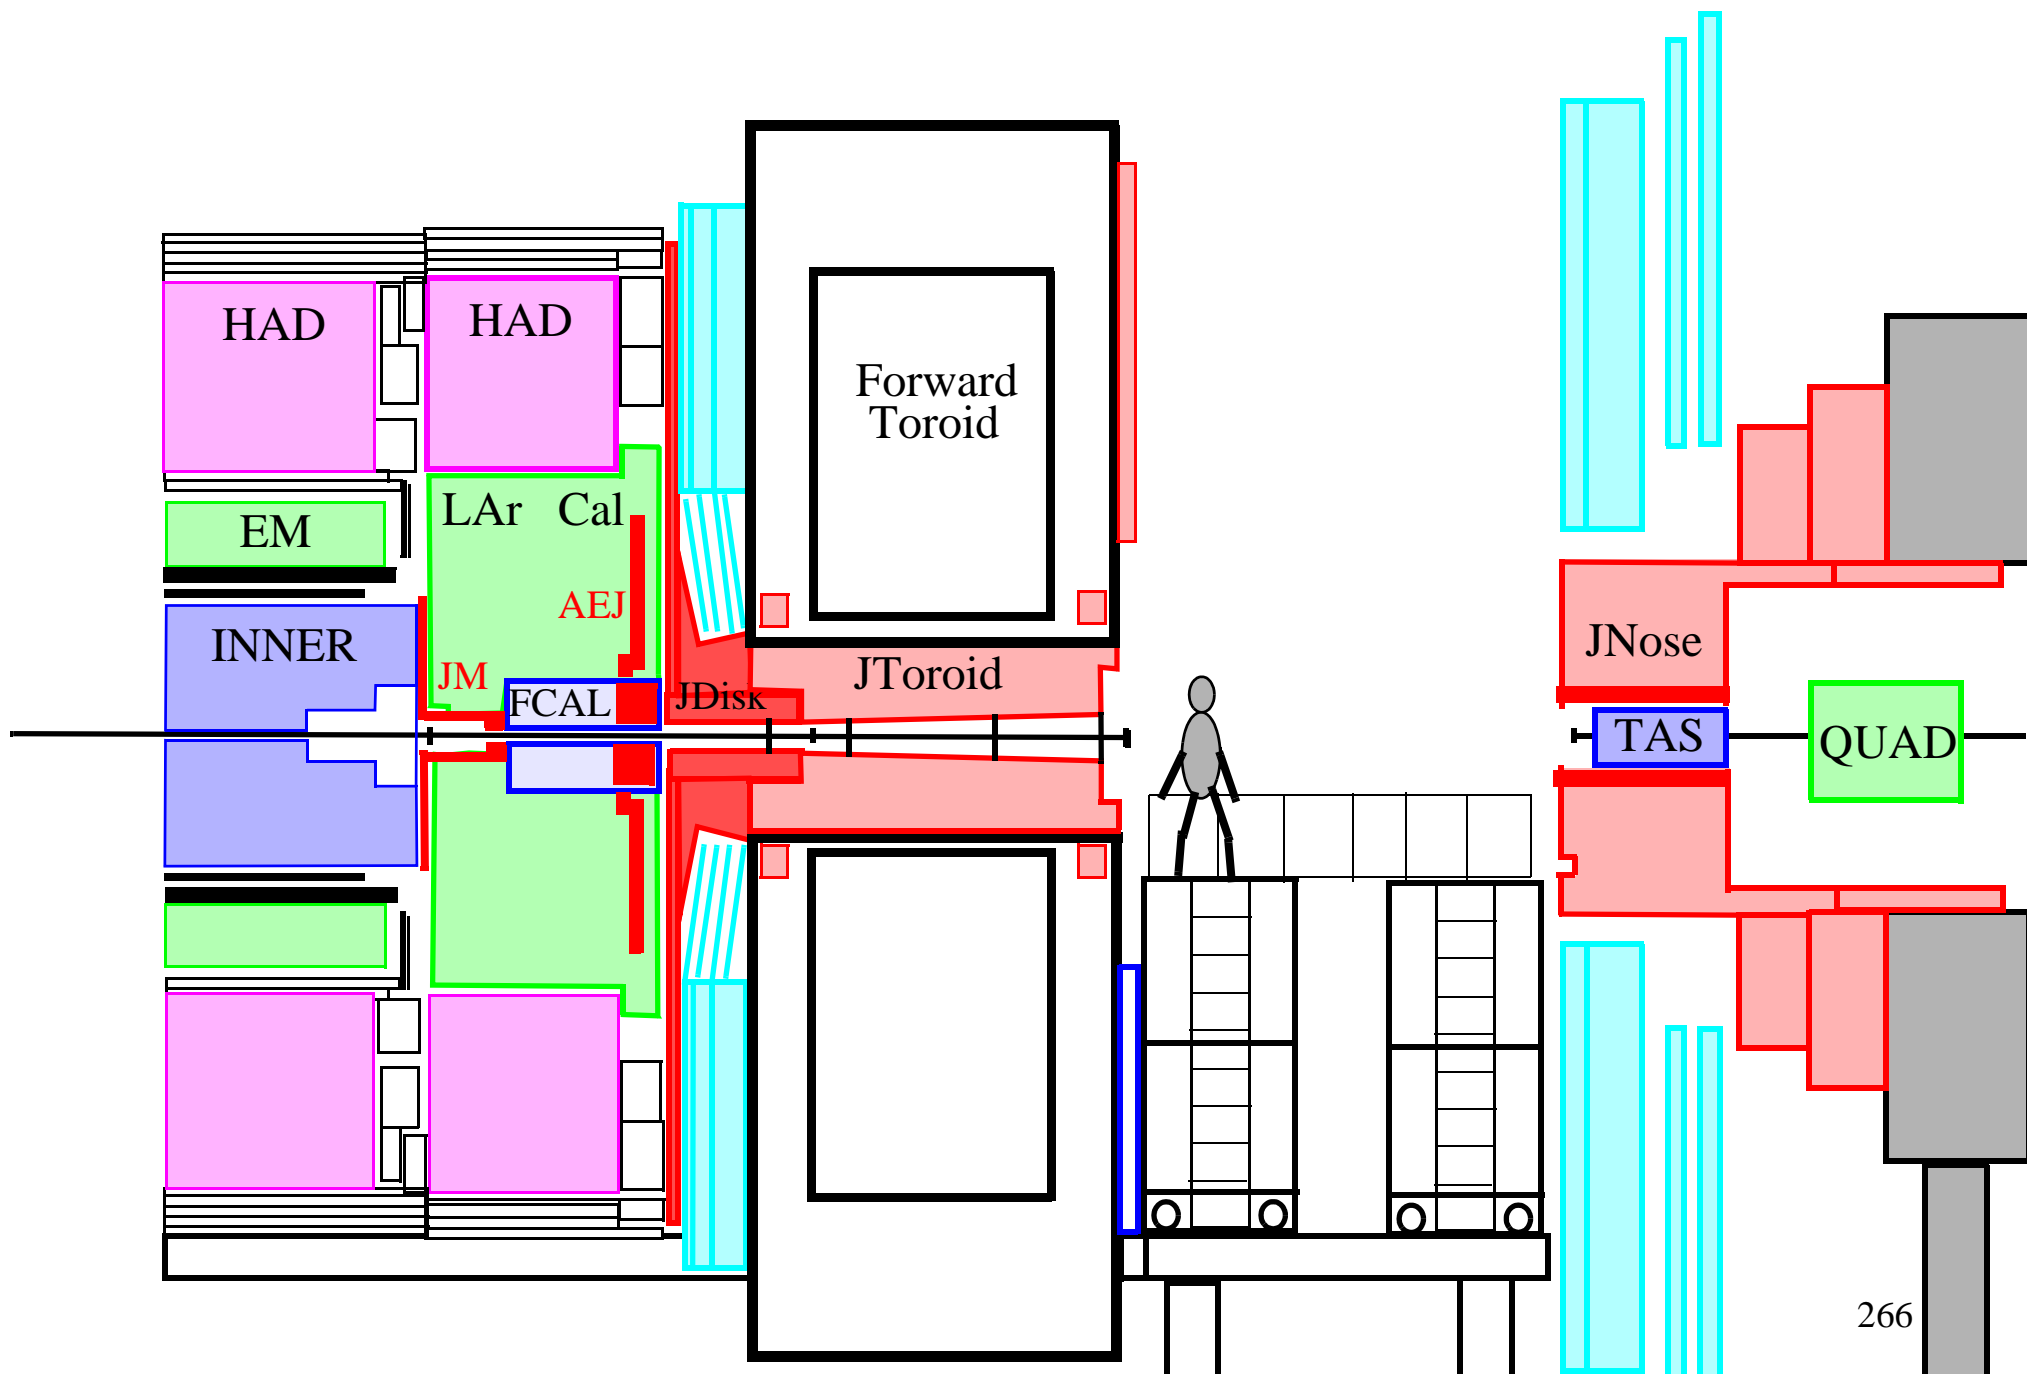 HAD
HAD
Forward
Toroid
LAr Cal
EM
AEJ
INNER
JNose
JM
JToroid
FCAL
JDisk
TAS
QUAD
266